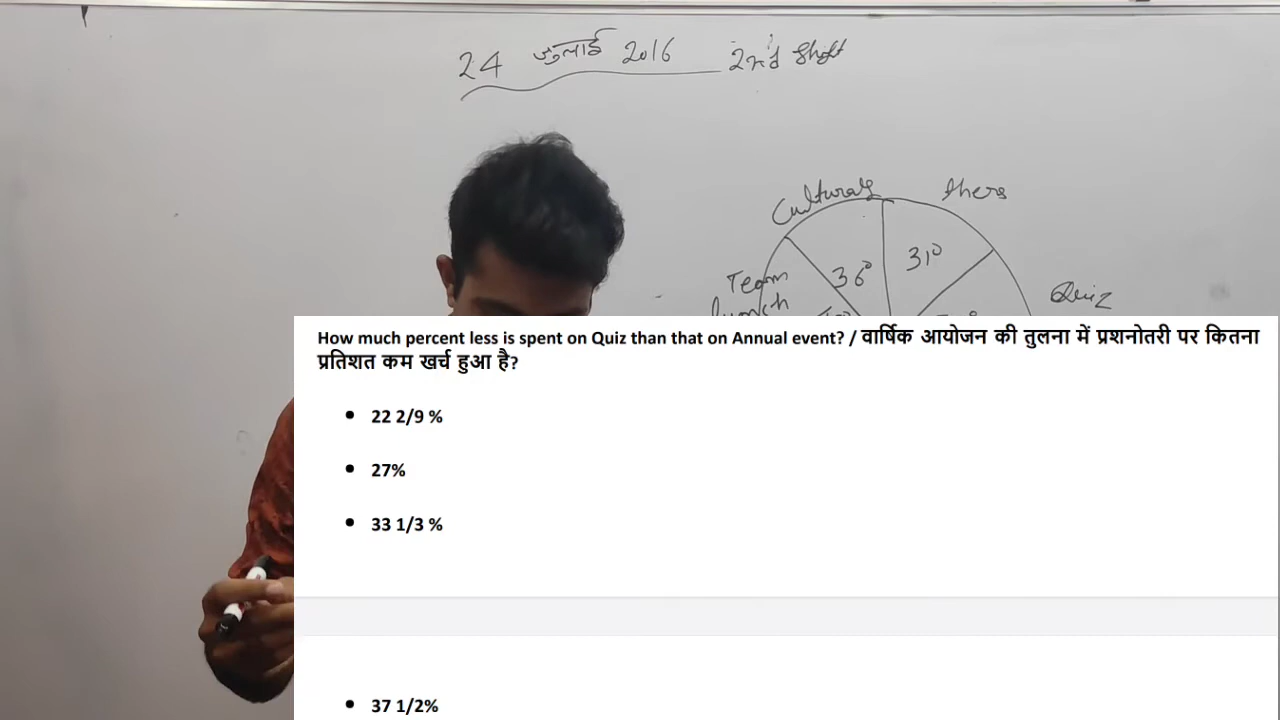 24 जुलाई 2016 2nd Shift
Culturals
thers
36°
31°
Team
lunch
Quiz
How much percent less is spent on Quiz than that on Annual event? / वार्षिक आयोजन की तुलना में प्रशनोतरी पर कितना
प्रतिशत कम खर्च हुआ है?
• 22 2/9 %
• 27%
• 33 1/3 %
• 37 1/2%